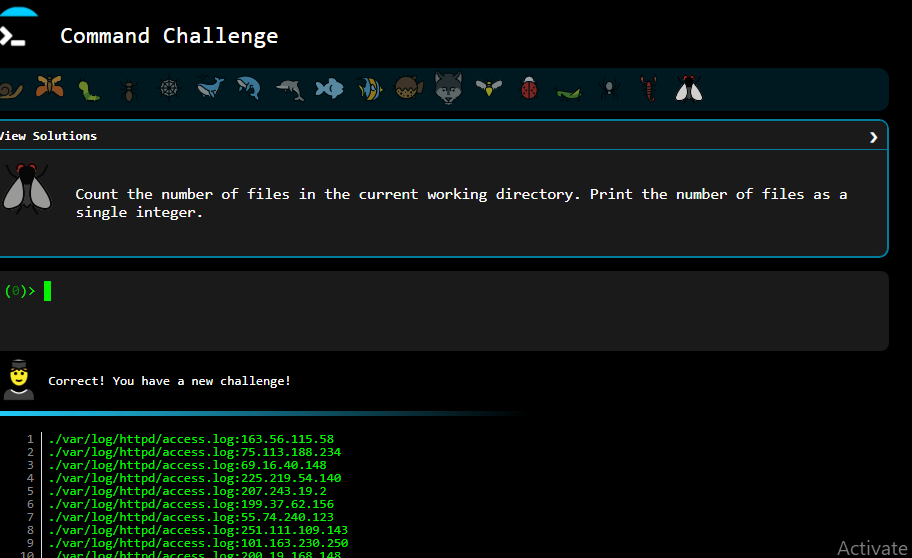 Command Challenge
View Solutions
Count the number of files in the current working directory. Print the number of files as a
single integer.
(0)>
Correct! You have a new challenge!
1 ./var/log/httpd/access.log:163.56.115.58
2 ./var/log/httpd/access.log:75.113.188.234
3 ./var/log/httpd/access.log:69.16.40.148
4 ./var/log/httpd/access.log:225.219.54.140
5 ./var/log/httpd/access.log:207.243.19.2
6 ./var/log/httpd/access.log:199.37.62.156
7 ./var/log/httpd/access.log:55.74.240.123
8 ./var/log/httpd/access.log:251.111.109.143
9 ./var/log/httpd/access.log:101.163.230.250
10 ./var/log/httpd/access.log:200.19.168.148
Activate